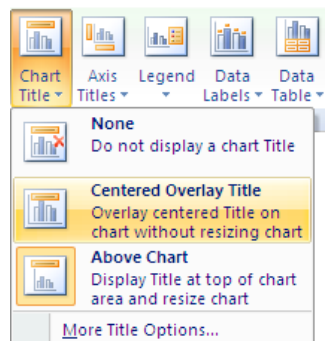 Chart Title
Axis Titles
Legend
Data Labels
Data Table
None
Do not display a chart Title
Centered Overlay Title
Overlay centered Title on
chart without resizing chart
Above Chart
Display Title at top of chart
area and resize chart
More Title Options...